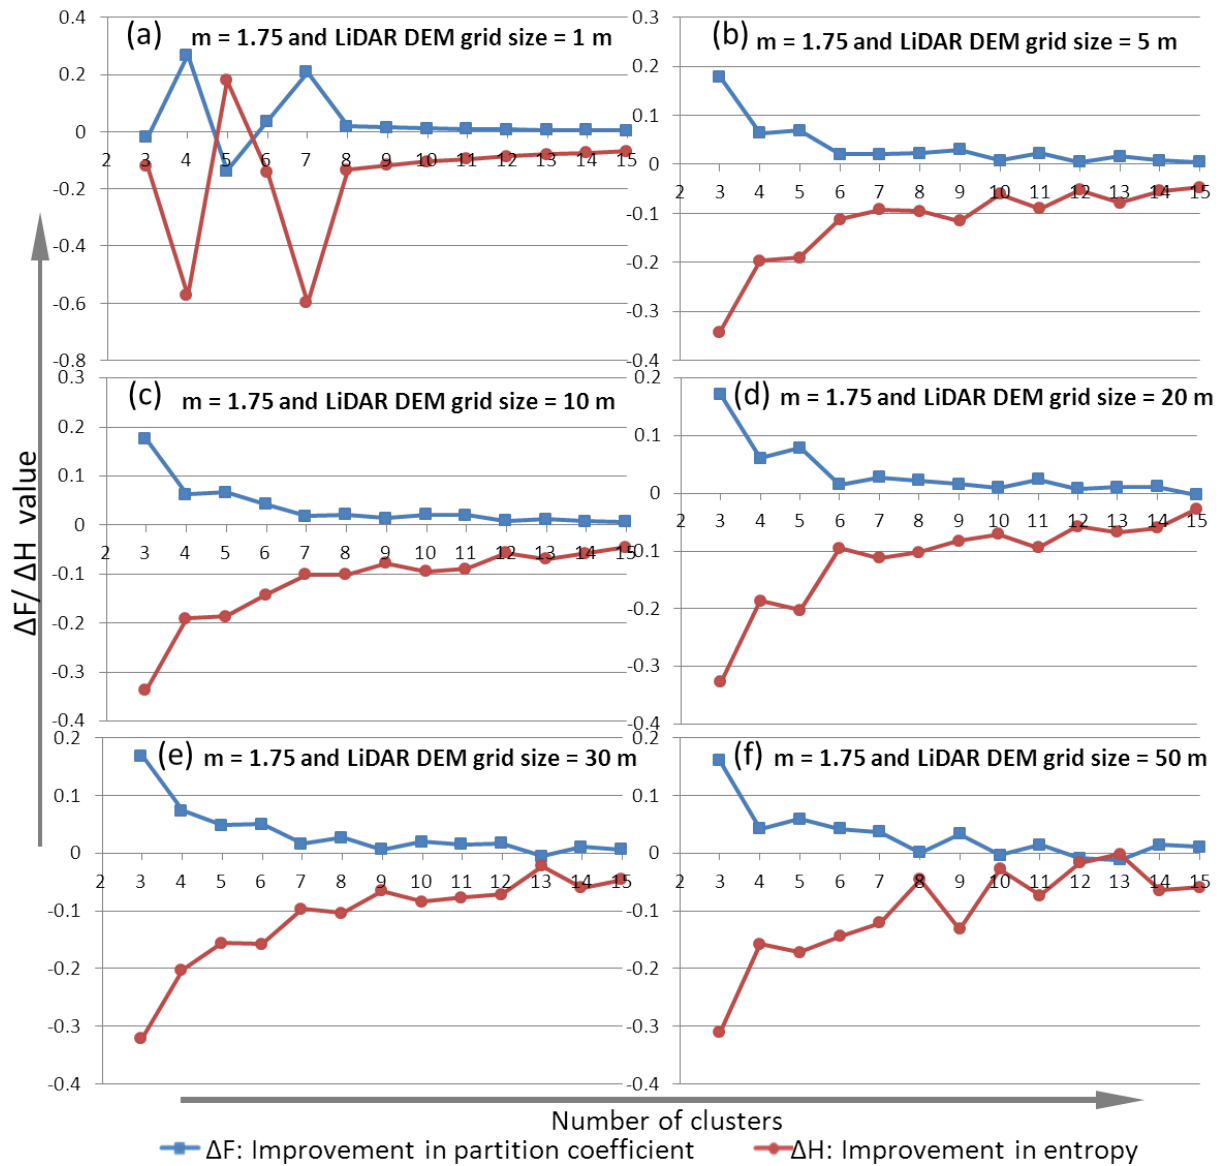 (a) m = 1.75 and LiDAR DEM grid size = 1 m
0.4
0.2
0
-0.2
-0.4
-0.6
-0.8
2 3 4 5 6 7 8 9 10 11 12 13 14 15
(b) m = 1.75 and LiDAR DEM grid size = 5 m
0.3
0.2
0.1
0
-0.1
-0.2
-0.3
-0.4
2 3 4 5 6 7 8 9 10 11 12 13 14 15
(c) m = 1.75 and LiDAR DEM grid size = 10 m
0.3
0.2
0.1
0
-0.1
-0.2
-0.3
-0.4
2 3 4 5 6 7 8 9 10 11 12 13 14 15
(d) m = 1.75 and LiDAR DEM grid size = 20 m
0.2
0.1
0
-0.1
-0.2
-0.3
-0.4
2 3 4 5 6 7 8 9 10 11 12 13 14 15
(e) m = 1.75 and LiDAR DEM grid size = 30 m
0.2
0.1
0
-0.1
-0.2
-0.3
-0.4
2 3 4 5 6 7 8 9 10 11 12 13 14 15
(f) m = 1.75 and LiDAR DEM grid size = 50 m
0.2
0.1
0
-0.1
-0.2
-0.3
-0.4
2 3 4 5 6 7 8 9 10 11 12 13 14 15
ΔF/ ΔH value
Number of clusters
ΔF: Improvement in partition coefficient
ΔH: Improvement in entropy